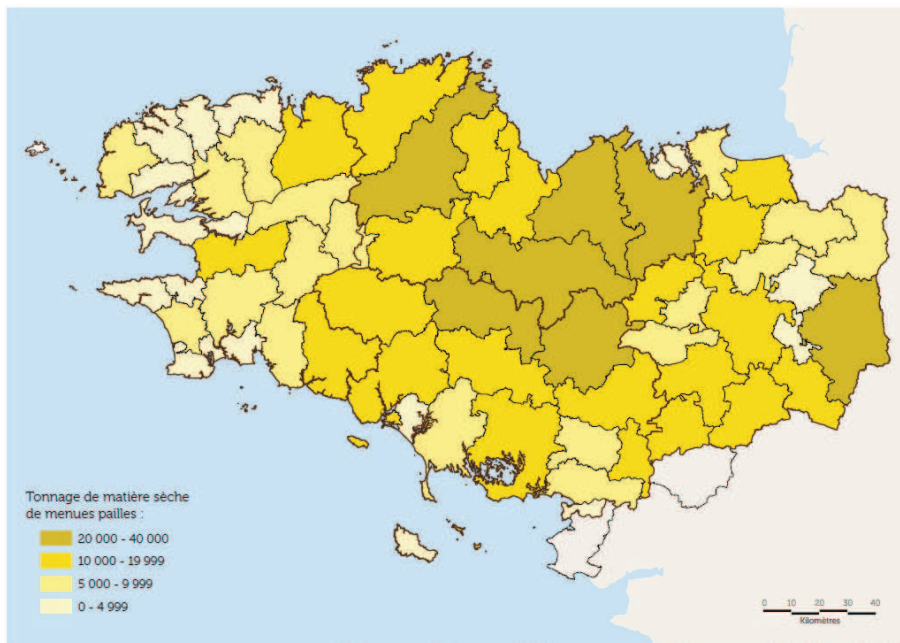 Tonnage de matière sèche
de menues pailles :
20 000 - 40 000
10 000 - 19 999
5 000 - 9 999
0 - 4 999
0 10 20 30 40
Kilomètres